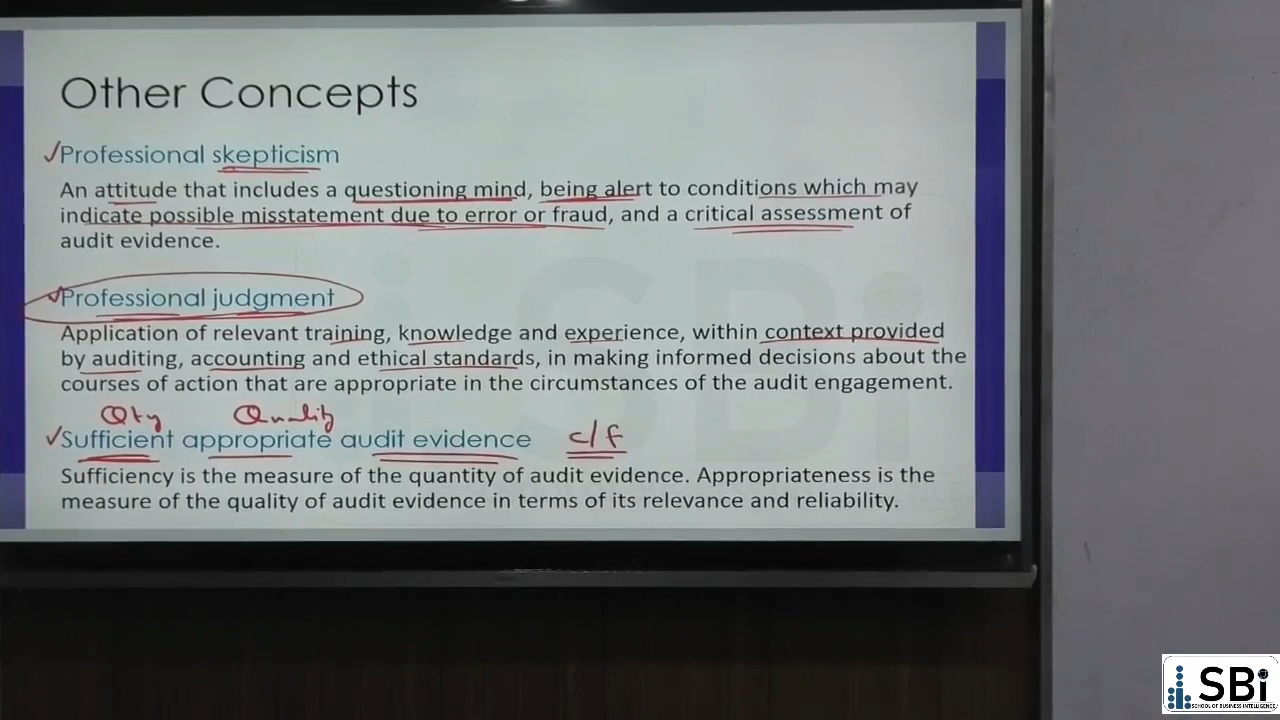 Other Concepts
✓Professional skepticism
An attitude that includes a questioning mind, being alert to conditions which may
indicate possible misstatement due to error or fraud, and a critical assessment of
audit evidence.
✓Professional judgment
Application of relevant training, knowledge and experience, within context provided
by auditing, accounting and ethical standards, in making informed decisions about the
courses of action that are appropriate in the circumstances of the audit engagement.
Qty Quality
✓Sufficient appropriate audit evidence c/f
Sufficiency is the measure of the quantity of audit evidence. Appropriateness is the
measure of the quality of audit evidence in terms of its relevance and reliability.
SBi
SCHOOL OF BUSINESS INTELLIGENCE